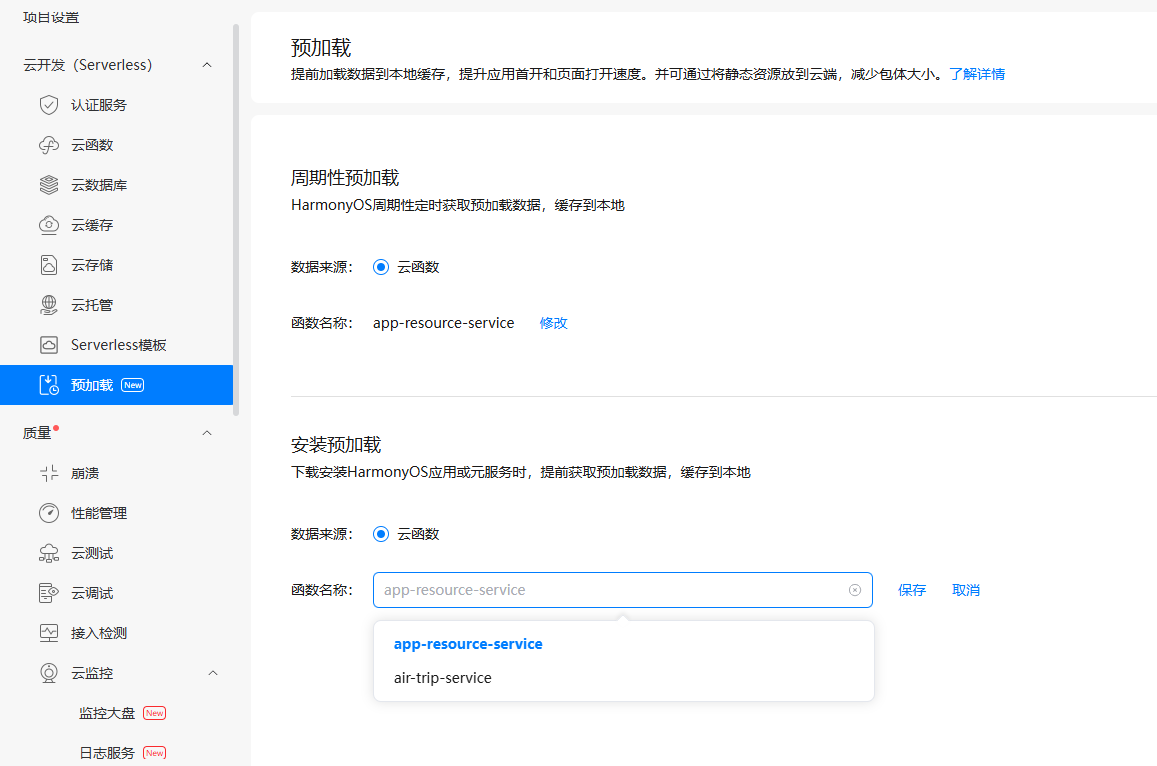 项目设置
云开发（Serverless）
认证服务
云函数
云数据库
云缓存
云存储
云托管
Serverless模板
预加载 New
质量
崩溃
性能管理
云测试
云调试
接入检测
云监控
监控大盘 New
日志服务 New
预加载
提前加载数据到本地缓存，提升应用首开和页面打开速度。并可通过将静态资源放到云端，减少包体大小。了解详情
周期性预加载
HarmonyOS周期性定时获取预加载数据，缓存到本地
数据来源： 云函数
函数名称： app-resource-service 修改
安装预加载
下载安装HarmonyOS应用或元服务时，提前获取预加载数据，缓存到本地
数据来源： 云函数
函数名称： app-resource-service 保存 取消
app-resource-service
air-trip-service